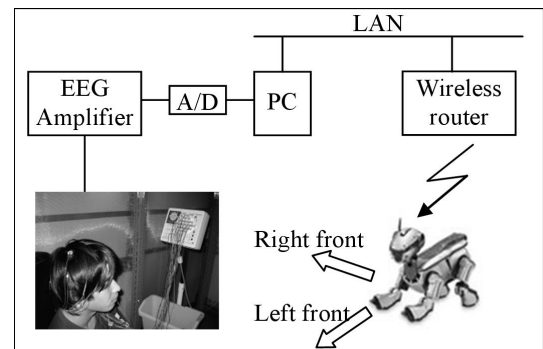 LAN
EEG
Amplifier
A/D
PC
Wireless
router
Right front
Left front